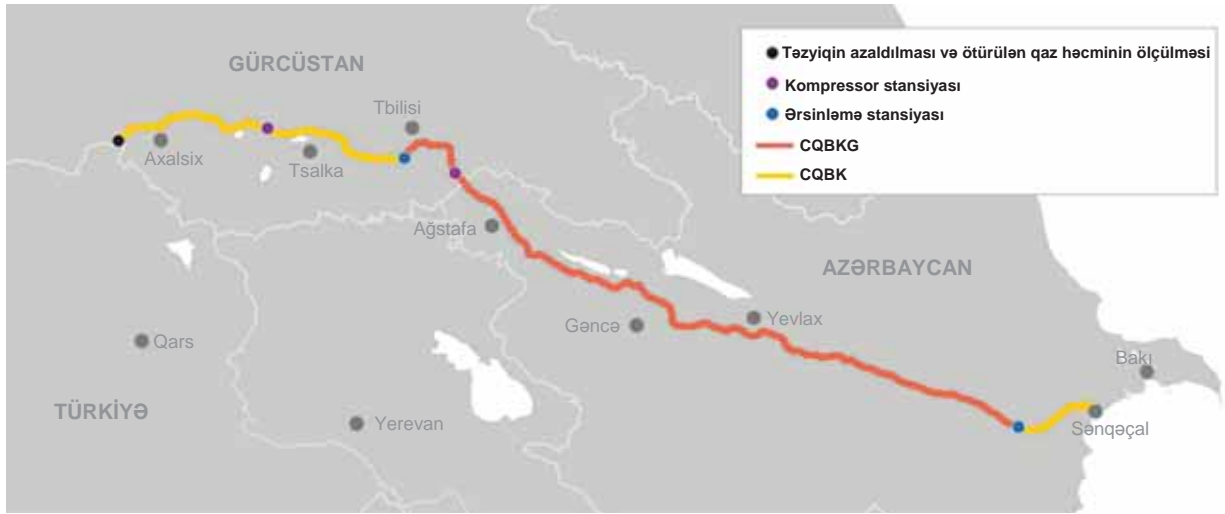 GÜRCÜSTAN
Tbilisi
Axalsix
Tsalka
Ağstafa
AZƏRBAYCAN
Gəncə
Yevlax
Qars
Bakı
TÜRKİYƏ
Yerevan
Sənqəçal
Təzyiqin azaldılması və ötürülən qaz həcminin ölçülməsi
Kompressor stansiyası
Ərsinləmə stansiyası
CQBKG
CQBK